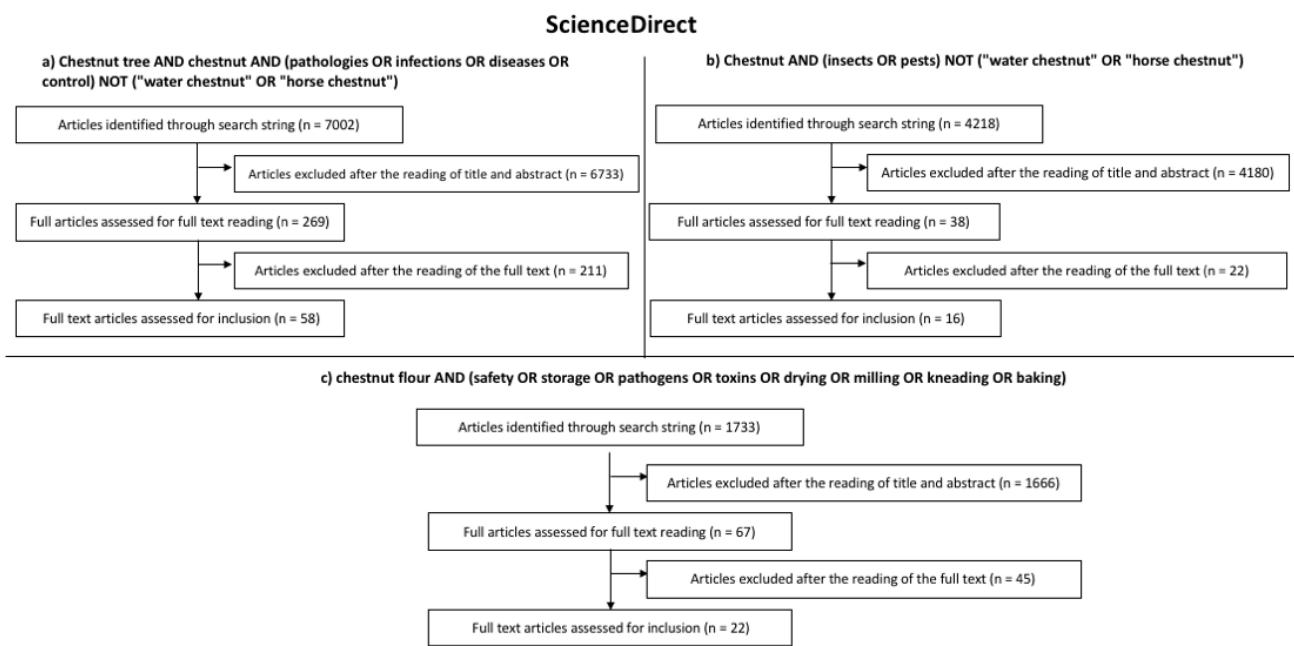 ScienceDirect
a) Chestnut tree AND chestnut AND (pathologies OR infections OR diseases OR
control) NOT ("water chestnut" OR "horse chestnut")
Articles identified through search string (n = 7002)
Articles excluded after the reading of title and abstract (n = 6733)
Full articles assessed for full text reading (n = 269)
Articles excluded after the reading of the full text (n = 211)
Full text articles assessed for inclusion (n = 58)
b) Chestnut AND (insects OR pests) NOT ("water chestnut" OR "horse chestnut")
Articles identified through search string (n = 4218)
Articles excluded after the reading of title and abstract (n = 4180)
Full articles assessed for full text reading (n = 38)
Articles excluded after the reading of the full text (n = 22)
Full text articles assessed for inclusion (n = 16)
c) chestnut flour AND (safety OR storage OR pathogens OR toxins OR drying OR milling OR kneading OR baking)
Articles identified through search string (n = 1733)
Articles excluded after the reading of title and abstract (n = 1666)
Full articles assessed for full text reading (n = 67)
Articles excluded after the reading of the full text (n = 45)
Full text articles assessed for inclusion (n = 22)